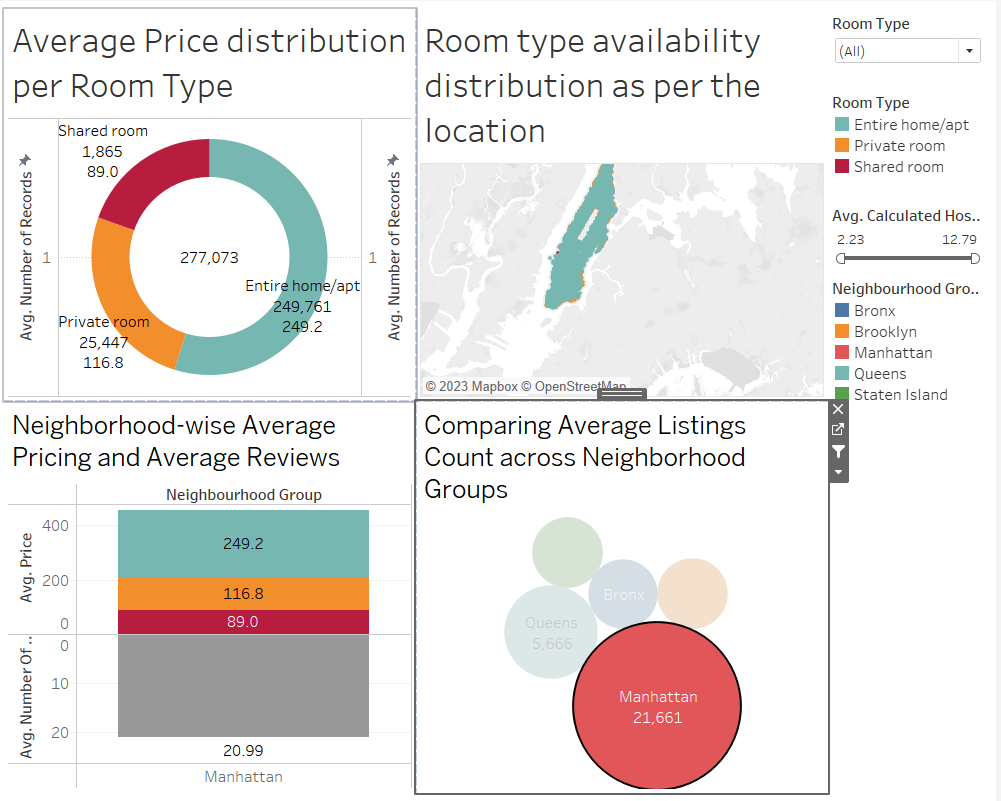 Average Price distribution
per Room Type
Avg. Number of Records
1
Shared room
1,865
89.0
277,073
Entire home/apt
249,761
249.2
Private room
25,447
116.8
1
Avg. Number of Records
Room type availability
distribution as per the
location
© 2023 Mapbox © OpenStreetMap
Room Type
(All)
Room Type
Entire home/apt
Private room
Shared room
Avg. Calculated Hos..
2.23 12.79
Neighbourhood Gro..
Bronx
Brooklyn
Manhattan
Queens
Staten Island
Neighborhood-wise Average
Pricing and Average Reviews
Neighbourhood Group
Avg. Price
400
200
0
249.2
116.8
89.0
Avg. Number Of ..
0
10
20
20.99
Manhattan
Comparing Average Listings
Count across Neighborhood
Groups
Bronx
Queens
5,666
Manhattan
21,661